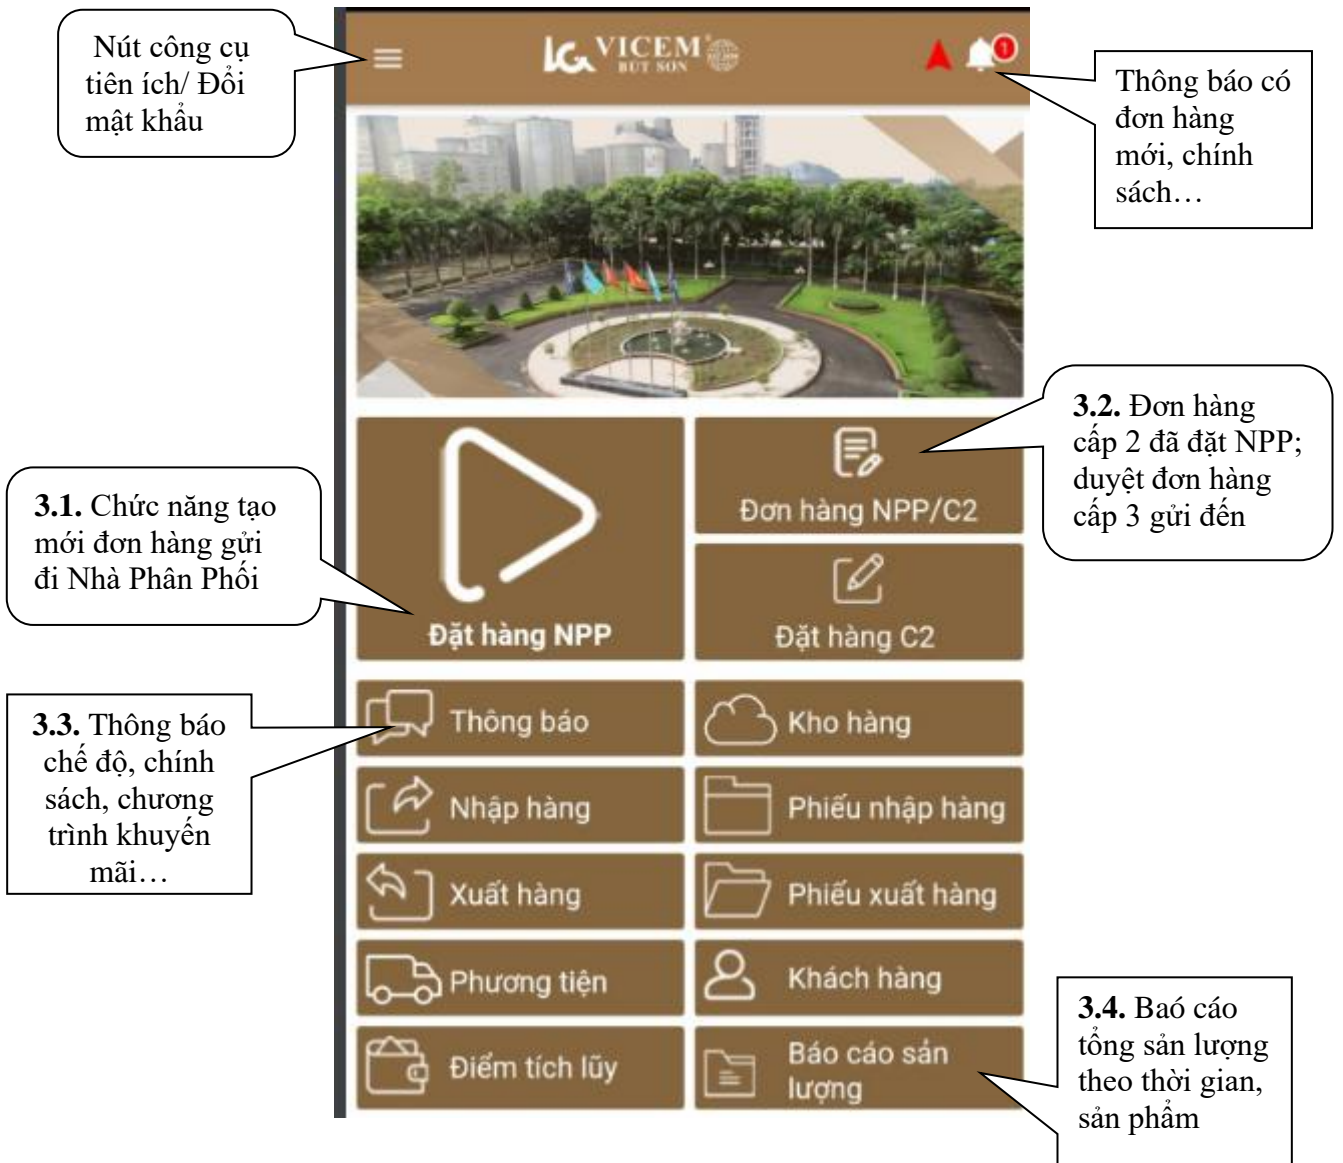 Nút công cụ
tiên ích/ Đổi
mật khẩu
VICEM
BÚT SƠN
1
Thông báo có
đơn hàng
mới, chính
sách…
3.1. Chức năng tạo
mới đơn hàng gửi
đi Nhà Phân Phối
Đặt hàng NPP
Đơn hàng NPP/C2
Đặt hàng C2
3.2. Đơn hàng
cấp 2 đã đặt NPP;
duyệt đơn hàng
cấp 3 gửi đến
3.3. Thông báo
chế độ, chính
sách, chương
trình khuyến
mãi…
Thông báo
Kho hàng
Nhập hàng
Phiếu nhập hàng
Xuất hàng
Phiếu xuất hàng
Phương tiện
Khách hàng
Điểm tích lũy
Báo cáo sản
lượng
3.4. Baó cáo
tổng sản lượng
theo thời gian,
sản phẩm